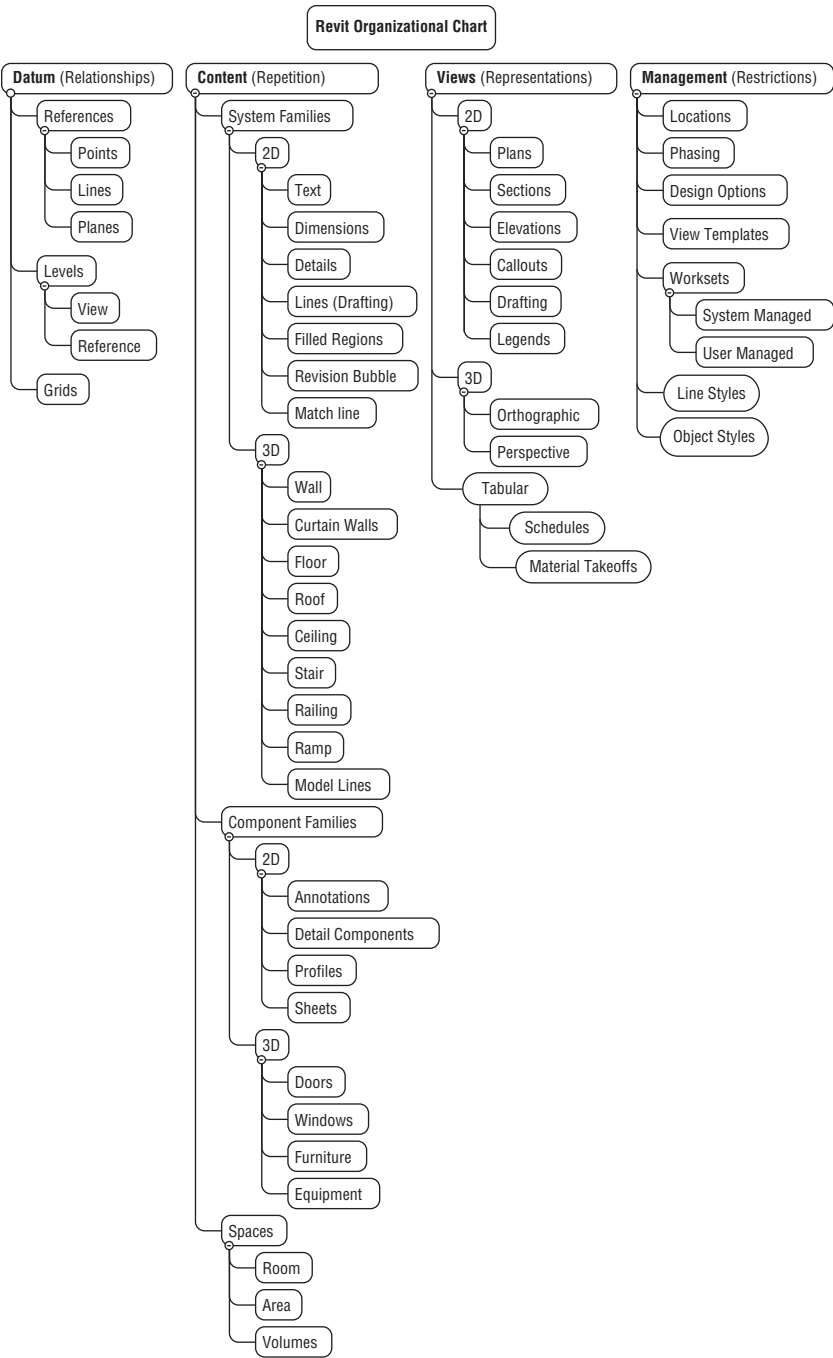 Revit Organizational Chart
Datum (Relationships)
References
Points
Lines
Planes
Levels
View
Reference
Grids
Content (Repetition)
System Families
2D
Text
Dimensions
Details
Lines (Drafting)
Filled Regions
Revision Bubble
Match line
3D
Wall
Curtain Walls
Floor
Roof
Ceiling
Stair
Railing
Ramp
Model Lines
Component Families
2D
Annotations
Detail Components
Profiles
Sheets
3D
Doors
Windows
Furniture
Equipment
Spaces
Room
Area
Volumes
Views (Representations)
2D
Plans
Sections
Elevations
Callouts
Drafting
Legends
3D
Orthographic
Perspective
Tabular
Schedules
Material Takeoffs
Management (Restrictions)
Locations
Phasing
Design Options
View Templates
Worksets
System Managed
User Managed
Line Styles
Object Styles